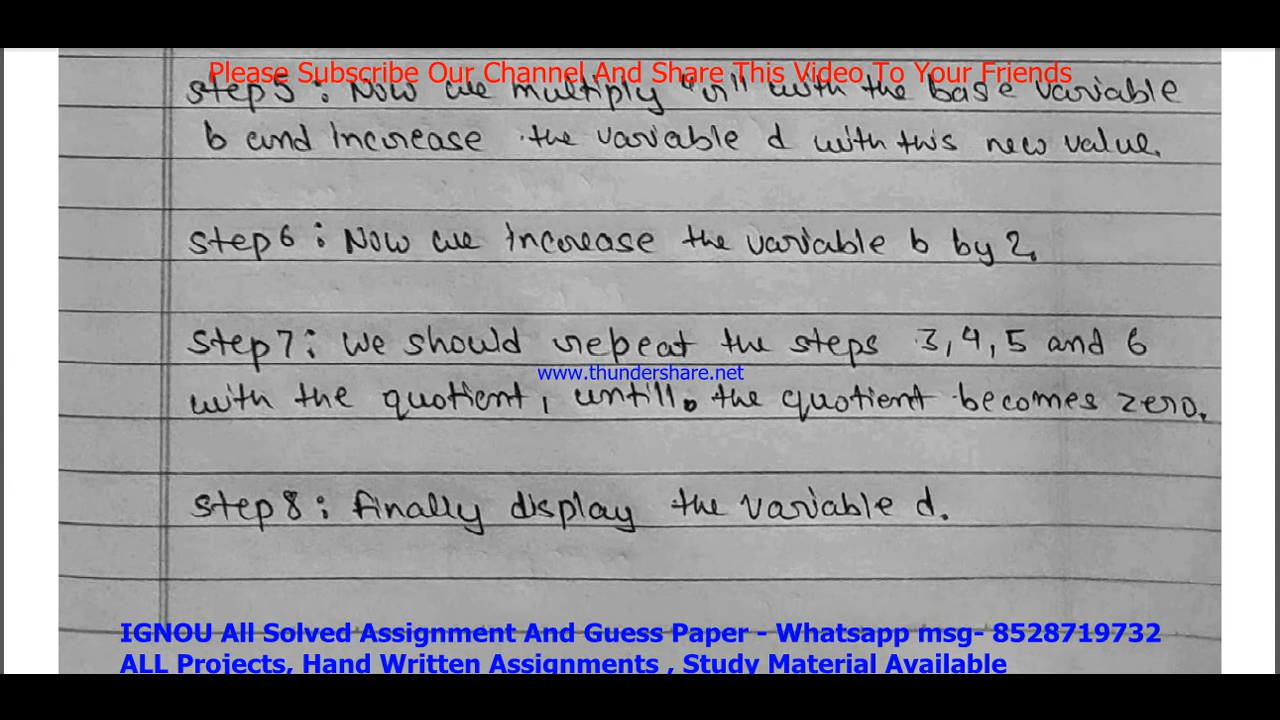 Please Subscribe Our Channel And Share This Video To Your Friends
step5 : Now we multiply "r" with the base variable
b and increase the variable d with this new value.
step6 : Now we increase the variable b by 2.
step7 : we should repeat the steps 3, 4, 5 and 6
www.thundershare.net
with the quotient, untill the quotient becomes zero.
step8 : finally display the variable d.
IGNOU All Solved Assignment And Guess Paper - Whatsapp msg- 8528719732
ALL Projects, Hand Written Assignments , Study Material Available